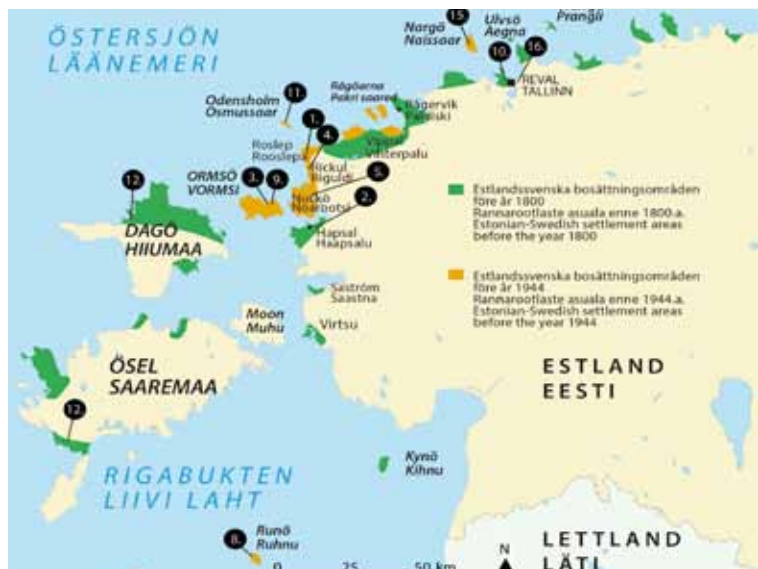 Prangli
15.
Nargö
Naissaar
Ulvsö
Aegna
10.
16.
ÖSTERSJÖN
LÄÄNEMERI
REVAL
TALLINN
Odensholm
Osmussaar
11
Rågöarna
Pakri saared
Rågervik
Paldiski
1.
4.
Roslep
Rooslepa
Vippal
Västerpalu
Rickul
Riguldi
5.
ORMSÖ
VORMSI
3.
9.
Nuckö
Noarootsi
2.
12
DAGÖ
HIIUMAA
Hapsal
Haapsalu
Estlandssvenska bosättningsområden
före år 1800
Rannarootlaste asuala enne 1800.a.
Estonian-Swedish settlement areas
before the year 1800
Estlandssvenska bosättningsområden
före år 1944
Rannarootlaste asuala enne 1944.a.
Estonian-Swedish settlement areas
before the year 1944
Saström
Saastna
Moon
Muhu
Virtsu
ÖSEL
SAAREMAA
ESTLAND
EESTI
12.
Kynö
Kihnu
RIGABUKTEN
LIIVI LAHT
8.
Runö
Ruhnu
0 25 50 km
N
LETTLAND
LÄTI